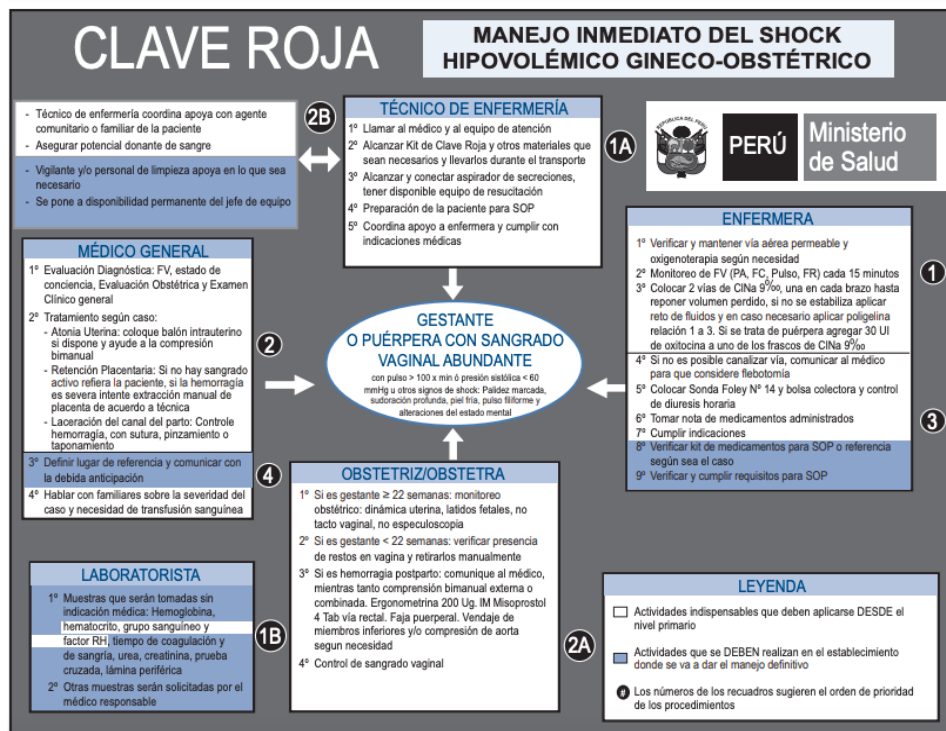 CLAVE ROJA
MANEJO INMEDIATO DEL SHOCK
HIPOVOLÉMICO GINECO-OBSTÉTRICO
- Técnico de enfermería coordina apoya con agente
comunitario o familiar de la paciente
- Asegurar potencial donante de sangre
- Vigilante y/o personal de limpieza apoya en lo que sea
necesario
- Se pone a disponibilidad permanente del jefe de equipo
2B
TÉCNICO DE ENFERMERÍA
1º Llamar al médico y al equipo de atención
2º Alcanzar Kit de Clave Roja y otros materiales que
sean necesarios y llevarlos durante el transporte
3º Alcanzar y conectar aspirador de secreciones,
tener disponible equipo de resucitación
4º Preparación de la paciente para SOP
5º Coordina apoyo a enfermera y cumplir con
indicaciones médicas
1A
REPUBLICA DEL PERU
PERÚ
Ministerio
de Salud
MÉDICO GENERAL
1º Evaluación Diagnóstica: FV, estado de
conciencia, Evaluación Obstétrica y Examen
Clínico general
2º Tratamiento según caso:
- Atonia Uterina: coloque balón intrauterino
si dispone y ayude a la compresión
bimanual
- Retención Placentaria: Si no hay sangrado
activo refiera la paciente, si la hemorragia
es severa intente extracción manual de
placenta de acuerdo a técnica
- Laceración del canal del parto: Controle
hemorragía, con sutura, pinzamiento o
taponamiento
3º Definir lugar de referencia y comunicar con
la debida anticipación
4º Hablar con familiares sobre la severidad del
caso y necesidad de transfusión sanguínea
2
4
GESTANTE
O PUÉRPERA CON SANGRADO
VAGINAL ABUNDANTE
con pulso > 100 x min ó presión sistólica < 60
mmHg u otros signos de shock: Palidez marcada,
sudoración profunda, piel fría, pulso filiforme y
alteraciones del estado mental
ENFERMERA
1º Verificar y mantener vía aérea permeable y
oxigenoterapia según necesidad
2º Monitoreo de FV (PA, FC, Pulso, FR) cada 15 minutos
3º Colocar 2 vías de ClNa 9‰, una en cada brazo hasta
reponer volumen perdido, si no se estabiliza aplicar
reto de fluidos y en caso necesario aplicar poligelina
relación 1 a 3. Si se trata de puérpera agregar 30 UI
de oxitocina a uno de los frascos de ClNa 9‰
4º Si no es posible canalizar vía, comunicar al médico
para que considere flebotomía
5º Colocar Sonda Foley Nº 14 y bolsa colectora y control
de diuresis horaria
6º Tomar nota de medicamentos administrados
7º Cumplir indicaciones
8º Verificar kit de medicamentos para SOP o referencia
según sea el caso
9º Verificar y cumplir requisitos para SOP
1
3
LABORATORISTA
1º Muestras que serán tomadas sin
indicación médica: Hemoglobina,
hematocrito, grupo sanguíneo y
factor RH, tiempo de coagulación y
de sangría, urea, creatinina, prueba
cruzada, lámina periférica
2º Otras muestras serán solicitadas por el
médico responsable
1B
OBSTETRIZ/OBSTETRA
1º Si es gestante ≥ 22 semanas: monitoreo
obstétrico: dinámica uterina, latidos fetales, no
tacto vaginal, no especuloscopia
2º Si es gestante < 22 semanas: verificar presencia
de restos en vagina y retirarlos manualmente
3º Si es hemorragia postparto: comunique al médico,
mientras tanto comprensión bimanual externa o
combinada. Ergonometrina 200 Ug. IM Misoprostol
4 Tab vía rectal. Faja puerperal. Vendaje de
miembros inferiores y/o compresión de aorta
segun necesidad
4º Control de sangrado vaginal
2A
LEYENDA
Actividades indispensables que deben aplicarse DESDE el
nivel primario
Actividades que se DEBEN realizan en el establecimiento
donde se va a dar el manejo definitivo
# Los números de los recuadros sugieren el orden de prioridad
de los procedimientos